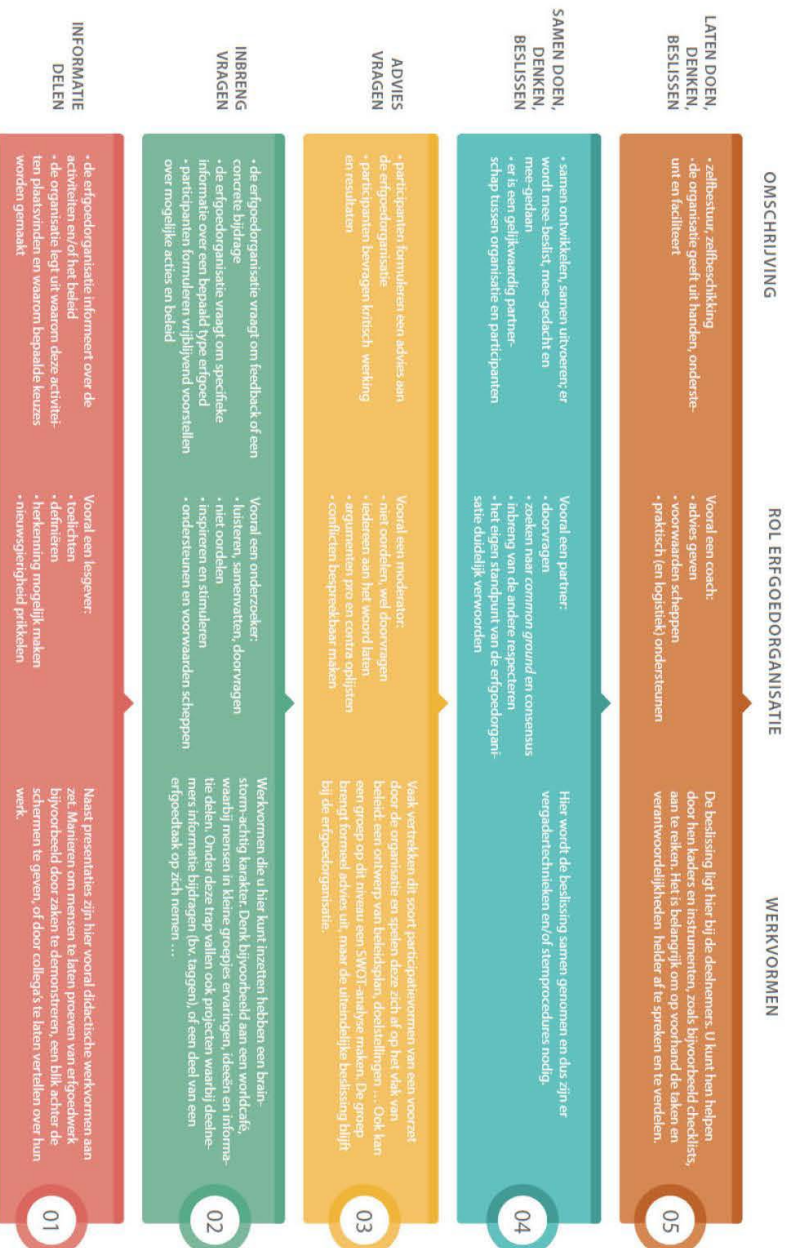 OMSCHRIJVING
ROL ERFGOEDORGANISATIE
WERKVORMEN
LATEN DOEN,
DENKEN,
BESLISSEN
• zelfbestuur, zelfbeschikking
• de organisatie geeft uit handen, onderste-
unt en faciliteert
Vooral een coach:
• advies geven
• voorwaarden scheppen
• praktisch (en logistiek) ondersteunen
De beslissing ligt hier bij de deelnemers. U kunt hen helpen
door hen kaders en instrumenten, zoals bijvoorbeeld checklists,
aan te reiken. Het is belangrijk om op voorhand de taken en
verantwoordelijkheden helder af te spreken en te verdelen.
05
SAMEN DOEN,
DENKEN,
BESLISSEN
• samen ontwikkelen, samen uitvoeren; er
wordt mee-beslist, mee-gedacht en
mee-gedaan
• er is een gelijkwaardig partner-
schap tussen organisatie en participanten
Vooral een partner:
• doorvragen
• zoeken naar common ground en consensus
• inbreng van de andere respecteren
• het eigen standpunt van de erfgoedorgani-
satie duidelijk verwoorden
Hier wordt de beslissing samen genomen en dus zijn er
vergadertechnieken en/of stemprocedures nodig.
04
ADVIES
VRAGEN
• participanten formuleren een advies aan
de erfgoedorganisatie
• participanten bevragen kritisch werking
en resultaten
Vooral een moderator:
• niet oordelen, wel doorvragen
• iedereen aan het woord laten
• argumenten pro en contra oplijsten
• conflicten bespreekbaar maken
Vaak vertrekken dit soort participatievormen van een voorzet
door de organisatie en spelen deze zich af op het vlak van
beleid: een ontwerp van beleidsplan, doelstellingen … Ook kan
een groep op dit niveau een SWOT-analyse maken. De groep
brengt formeel advies uit, maar de uiteindelijke beslissing blijft
bij de erfgoedorganisatie.
03
INBRENG
VRAGEN
• de erfgoedorganisatie vraagt om feedback of een
concrete bijdrage
• de erfgoedorganisatie vraagt om specifieke
informatie over een bepaald type erfgoed
• participanten formuleren vrijblijvend voorstellen
over mogelijke acties en beleid
Vooral een onderzoeker:
• luisteren, samenvatten, doorvragen
• niet oordelen
• inspireren en stimuleren
• ondersteunen en voorwaarden scheppen
Werkvormen die u hier kunt inzetten hebben een brain-
storm-achtig karakter. Denk bijvoorbeeld aan een worldcafé,
waarbij mensen in kleine groepjes ervaringen, ideeën en informa-
tie delen. Onder deze trap vallen ook projecten waarbij deelne-
mers informatie bijdragen (bv. taggen), of een deel van een
erfgoedtaak op zich nemen …
02
INFORMATIE
DELEN
• de erfgoedorganisatie informeert over de
activiteiten en/of het beleid
• de organisatie legt uit waarom deze activitei-
ten plaatsvinden en waarom bepaalde keuzes
worden gemaakt
Vooral een lesgever:
• toelichten
• definiëren
• herkenning mogelijk maken
• nieuwsgierigheid prikkelen
Naast presentaties zijn hier vooral didactische werkvormen aan
zet. Manieren om mensen te laten proeven van erfgoedwerk
bijvoorbeeld door zaken te demonstreren, een blik achter de
schermen te geven, of door collega's te laten vertellen over hun
werk.
01